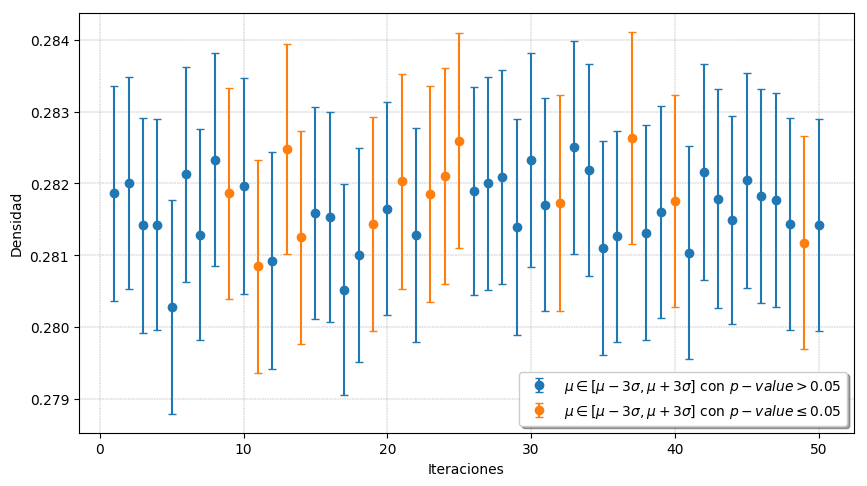 0.284
0.283
0.282
0.281
0.280
0.279
Densidad
0 10 20 30 40 50
Iteraciones
μ ∈ [μ − 3σ, μ + 3σ] con p − value > 0.05
μ ∈ [μ − 3σ, μ + 3σ] con p − value ≤ 0.05